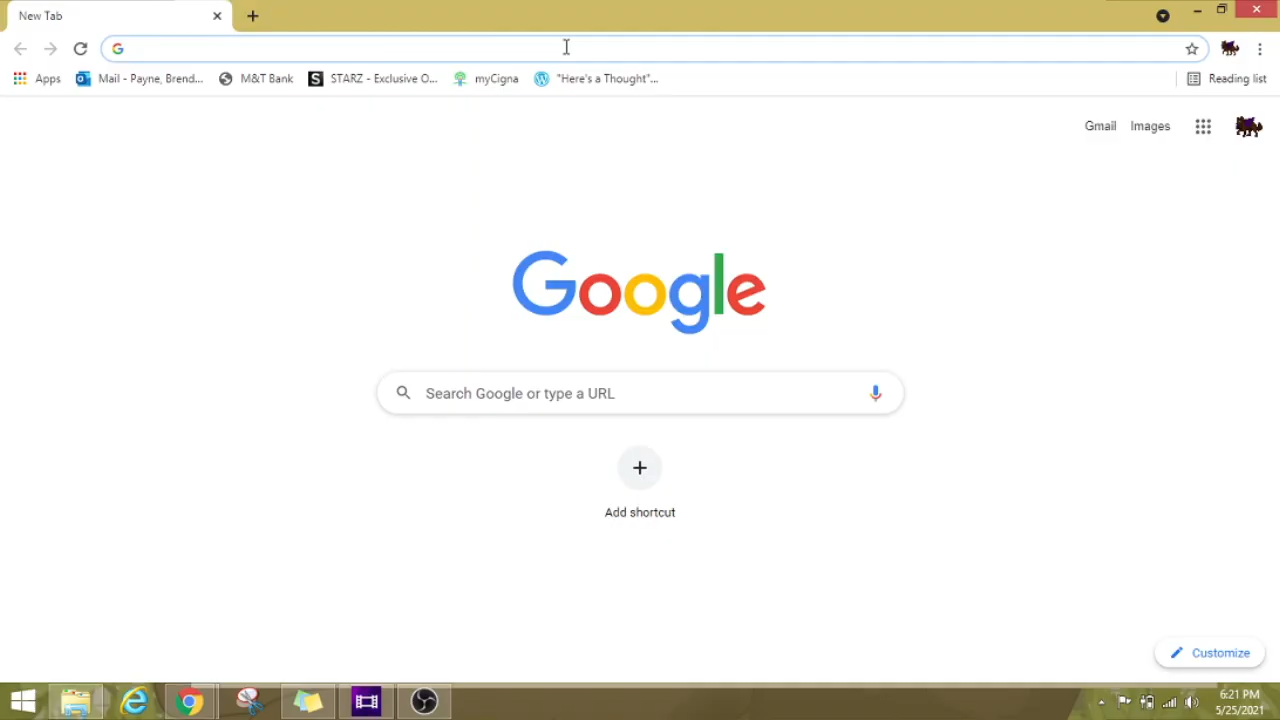 New Tab
Apps Mail - Payne, Brend... M&T Bank STARZ - Exclusive O... myCigna "Here's a Thought"... Reading list
Gmail Images
Google
Search Google or type a URL
Add shortcut
Customize
6:21 PM
5/25/2021